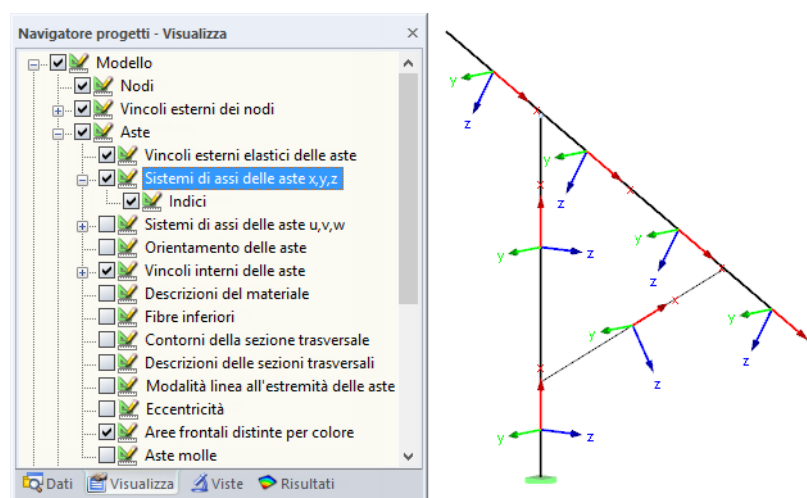 Navigatore progetti - Visualizza
Modello
Nodi
Vincoli esterni dei nodi
Aste
Vincoli esterni elastici delle aste
Sistemi di assi delle aste x,y,z
Indici
Sistemi di assi delle aste u,v,w
Orientamento delle aste
Vincoli interni delle aste
Descrizioni del materiale
Fibre inferiori
Contorni della sezione trasversale
Descrizioni delle sezioni trasversali
Modalità linea all'estremità delle aste
Eccentricità
Aree frontali distinte per colore
Aste molle
Dati Visualizza Viste Risultati
y
z
x
y
z
x
y
x
z
x
y
z
x
y
x
z
y
z
x
y
z